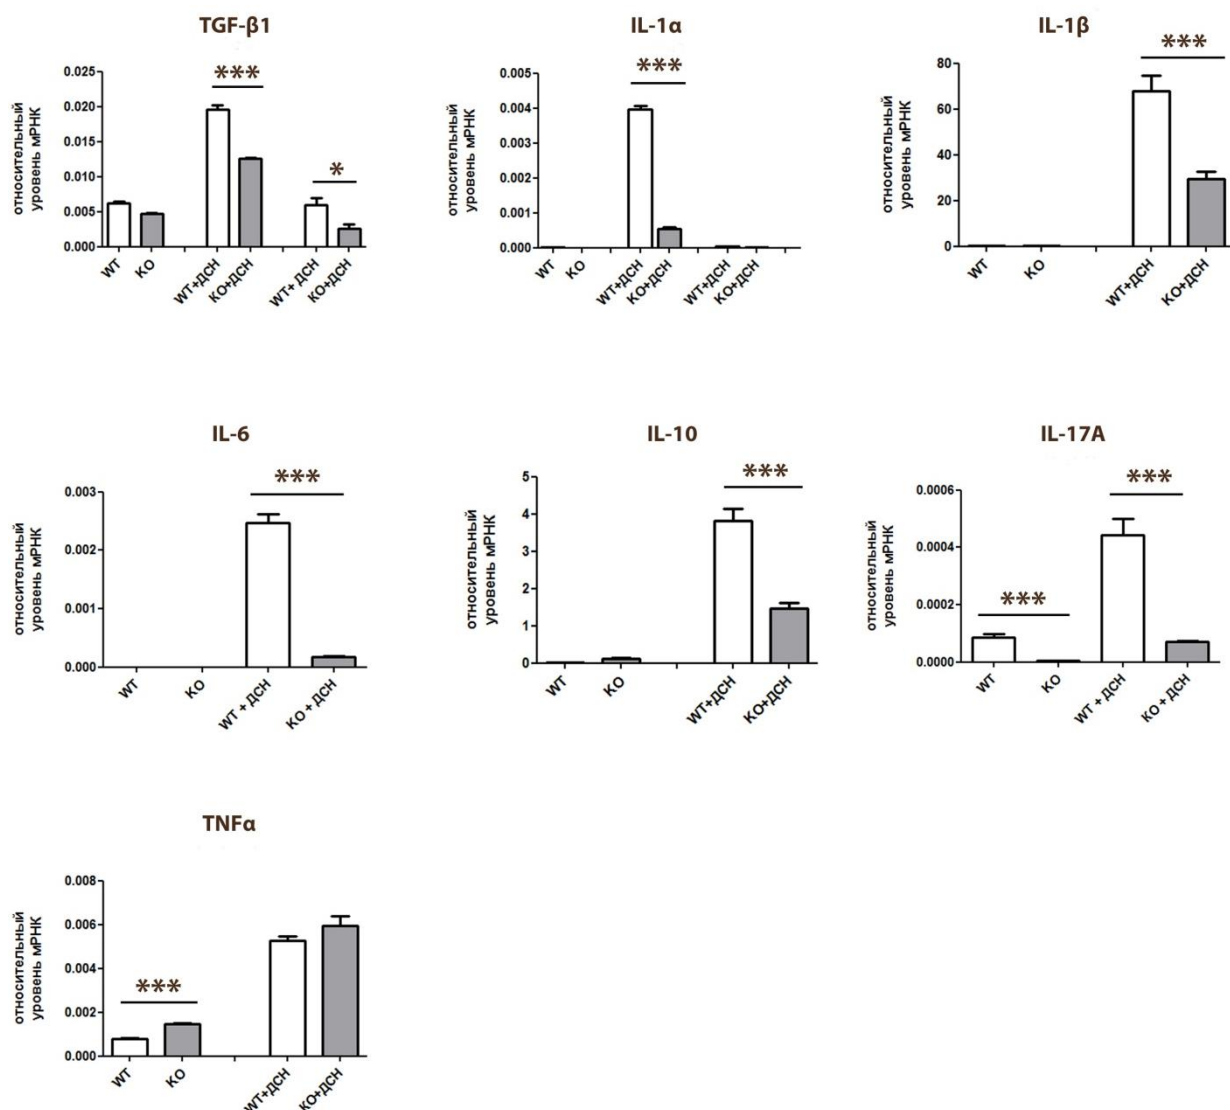 TGF-β1
***
*
относительный
уровень мРНК
0.025
0.020
0.015
0.010
0.005
0.000
WT
KO
WT+ДСН
KO+ДСН
WT+ ДСН
KO+ДСН
IL-1α
***
относительный
уровень мРНК
0.005
0.004
0.003
0.002
0.001
0.000
WT
KO
WT+ДСН
KO+ДСН
WT+ДСН
KO+ДСН
IL-1β
***
относительный
уровень мРНК
80
60
40
20
0
WT
KO
WT+ДСН
KO+ДСН
IL-6
***
относительный
уровень мРНК
0.003
0.002
0.001
0.000
WT
KO
WT + ДСН
KO + ДСН
IL-10
***
относительный
уровень мРНК
5
4
3
2
1
0
WT
KO
WT+ДСН
KO+ДСН
IL-17A
***
***
относительный
уровень мРНК
0.0006
0.0004
0.0002
0.0000
WT
KO
WT + ДСН
KO + ДСН
TNFα
***
относительный
уровень мРНК
0.008
0.006
0.004
0.002
0.000
WT
KO
WT+ДСН
KO+ДСН